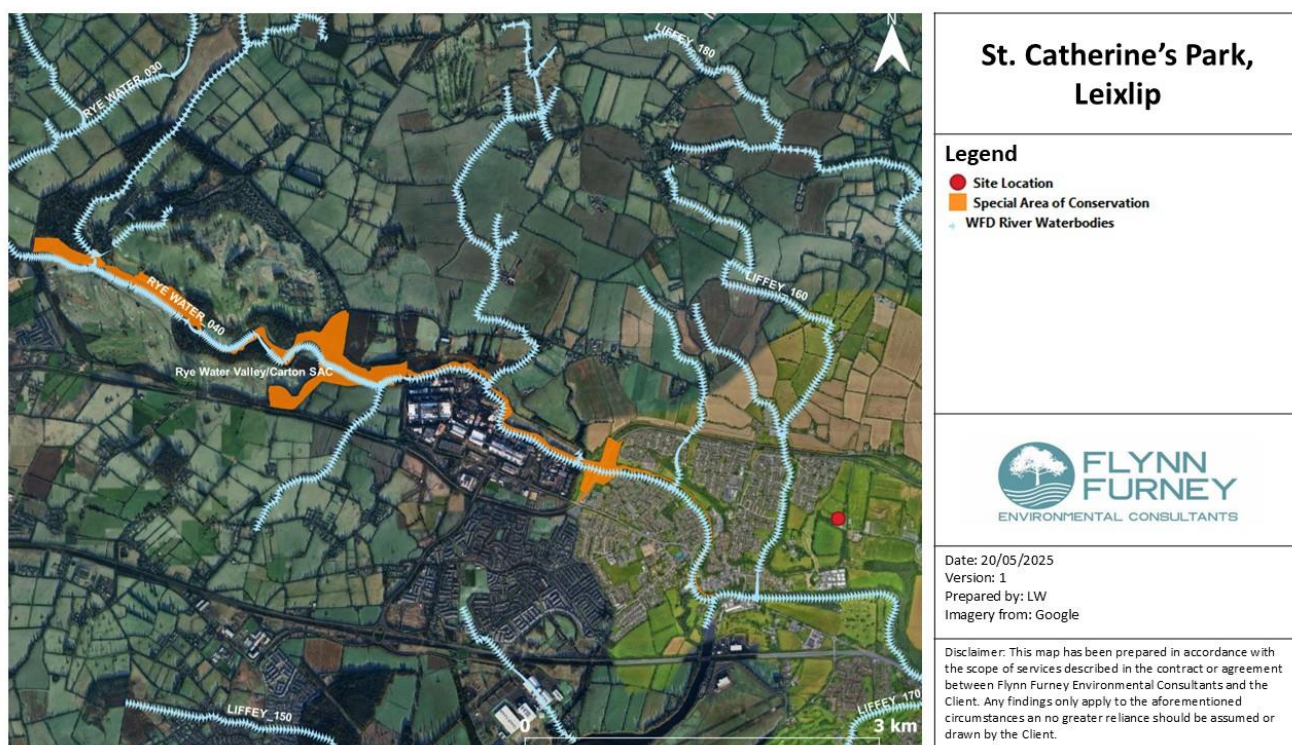 N
LIFFEY_180
RYE WATER_030
LIFFEY_160
RYE WATER_040
Rye Water Valley/Carton SAC
LIFFEY_150
LIFFEY_170
0
3 km
St. Catherine's Park,
Leixlip
Legend
Site Location
Special Area of Conservation
WFD River Waterbodies
FLYNN
FURNEY
ENVIRONMENTAL CONSULTANTS
Date: 20/05/2025
Version: 1
Prepared by: LW
Imagery from: Google
Disclaimer: This map has been prepared in accordance with
the scope of services described in the contract or agreement
between Flynn Furney Environmental Consultants and the
Client. Any findings only apply to the aforementioned
circumstances an no greater reliance should be assumed or
drawn by the Client.